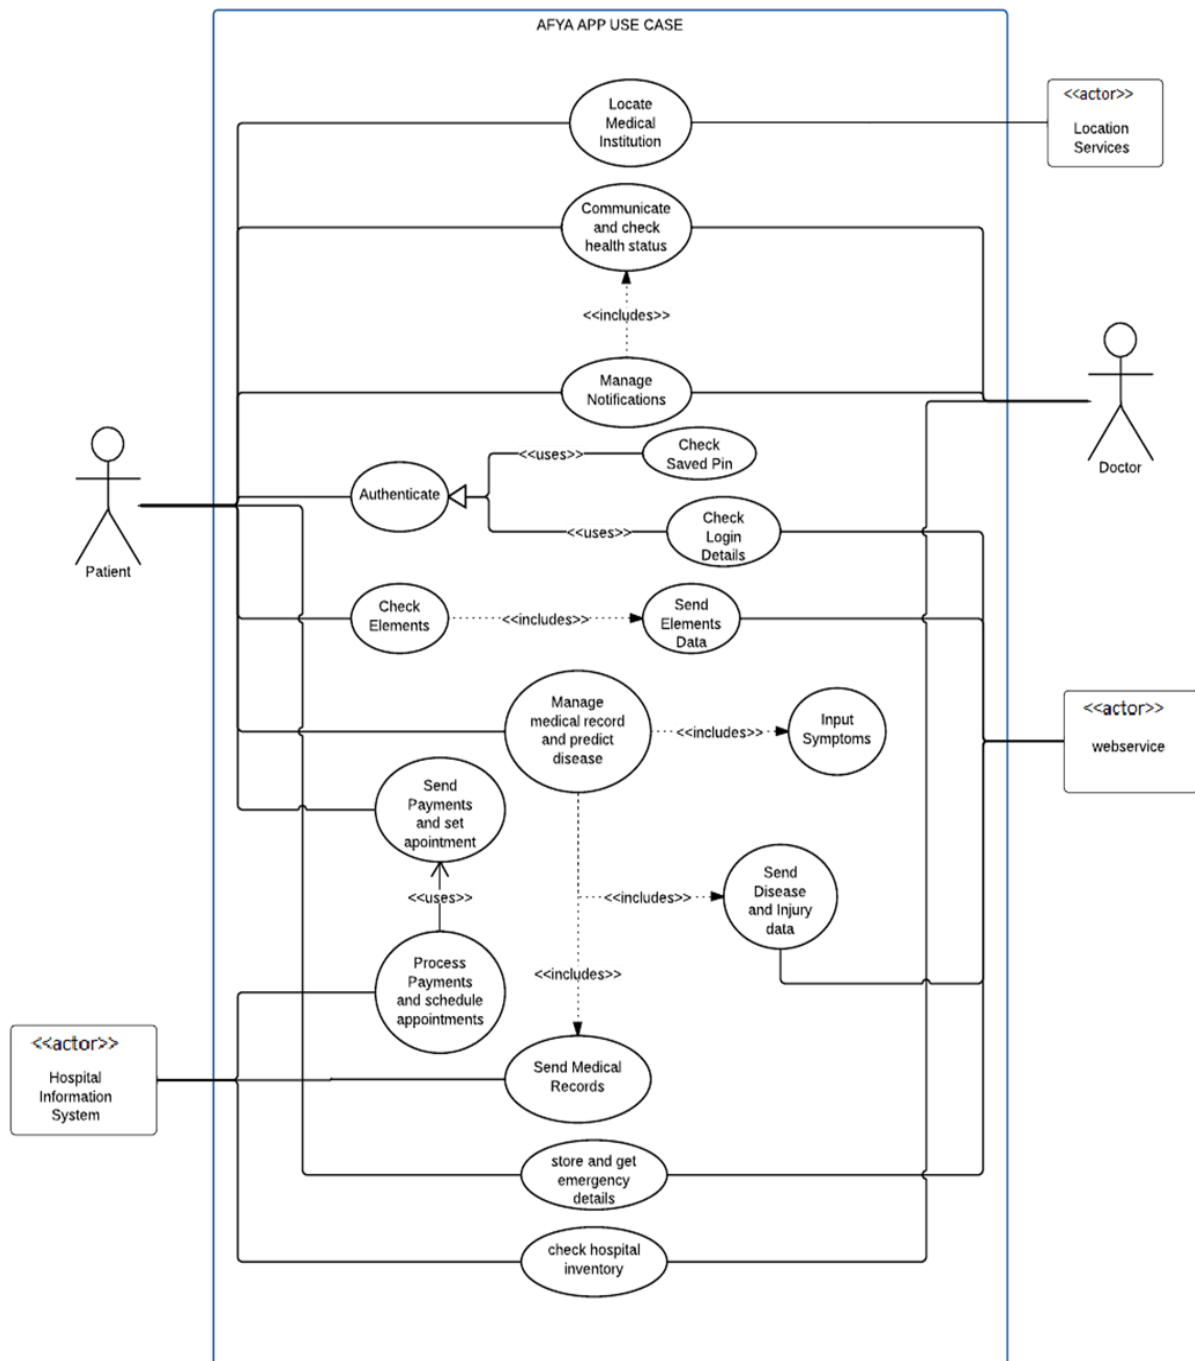 AFYA APP USE CASE
Locate
Medical
Institution
<<actor>>
Location
Services
Communicate
and check
health status
<<includes>>
Manage
Notifications
Doctor
Patient
Authenticate
<<uses>>
Check
Saved Pin
<<uses>>
Check
Login
Details
Check
Elements
<<includes>>
Send
Elements
Data
Manage
medical record
and predict
disease
<<includes>>
Input
Symptoms
<<actor>>
webservice
Send
Payments
and set
apointment
<<uses>>
<<includes>>
Send
Disease
and Injury
data
Process
Payments
and schedule
appointments
<<includes>>
<<actor>>
Hospital
Information
System
Send Medical
Records
store and get
emergency
details
check hospital
inventory